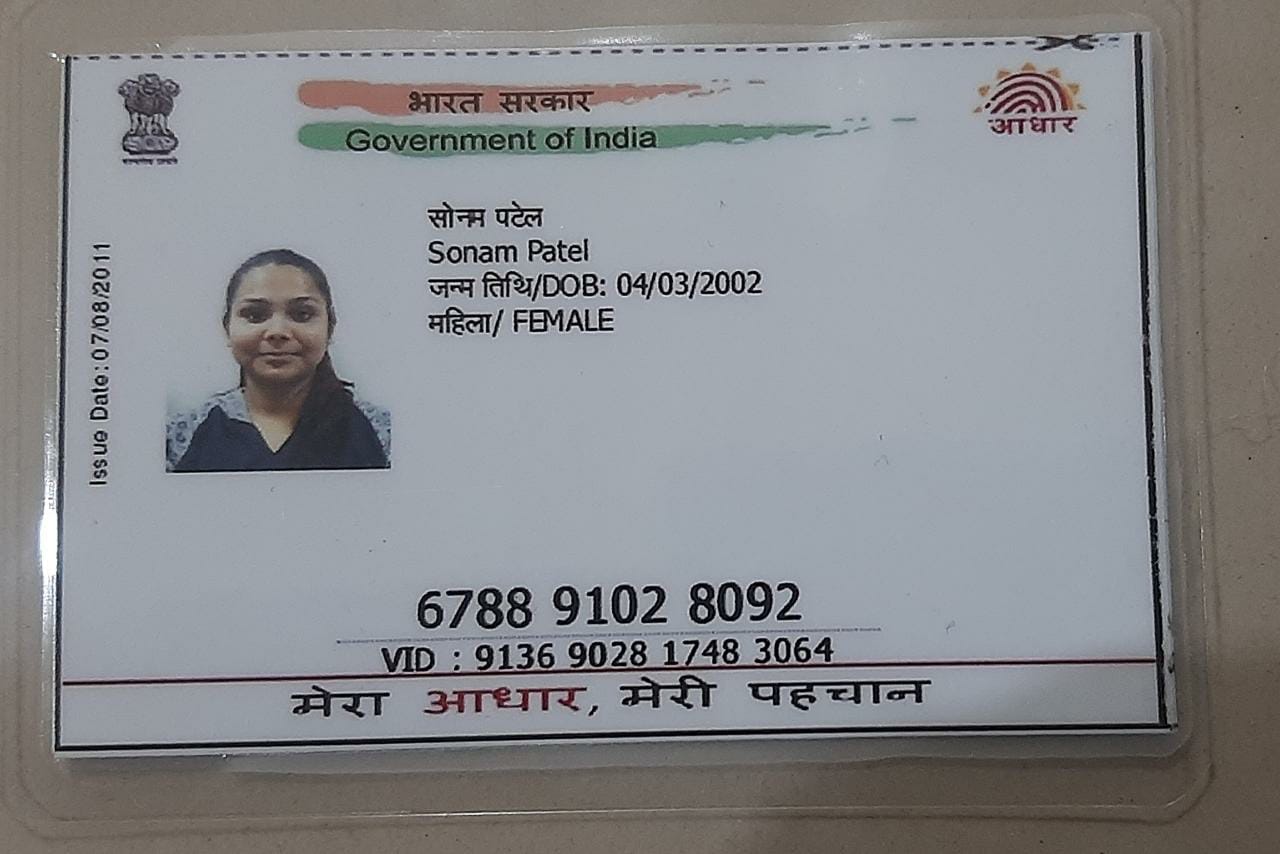 भारत सरकार
Government of India
आधार
Issue Date:07/08/2011
सोनम पटेल
Sonam Patel
जन्म तिथि/DOB: 04/03/2002
महिला/ FEMALE
6788 9102 8092
VID : 9136 9028 1748 3064
मेरा आधार, मेरी पहचान